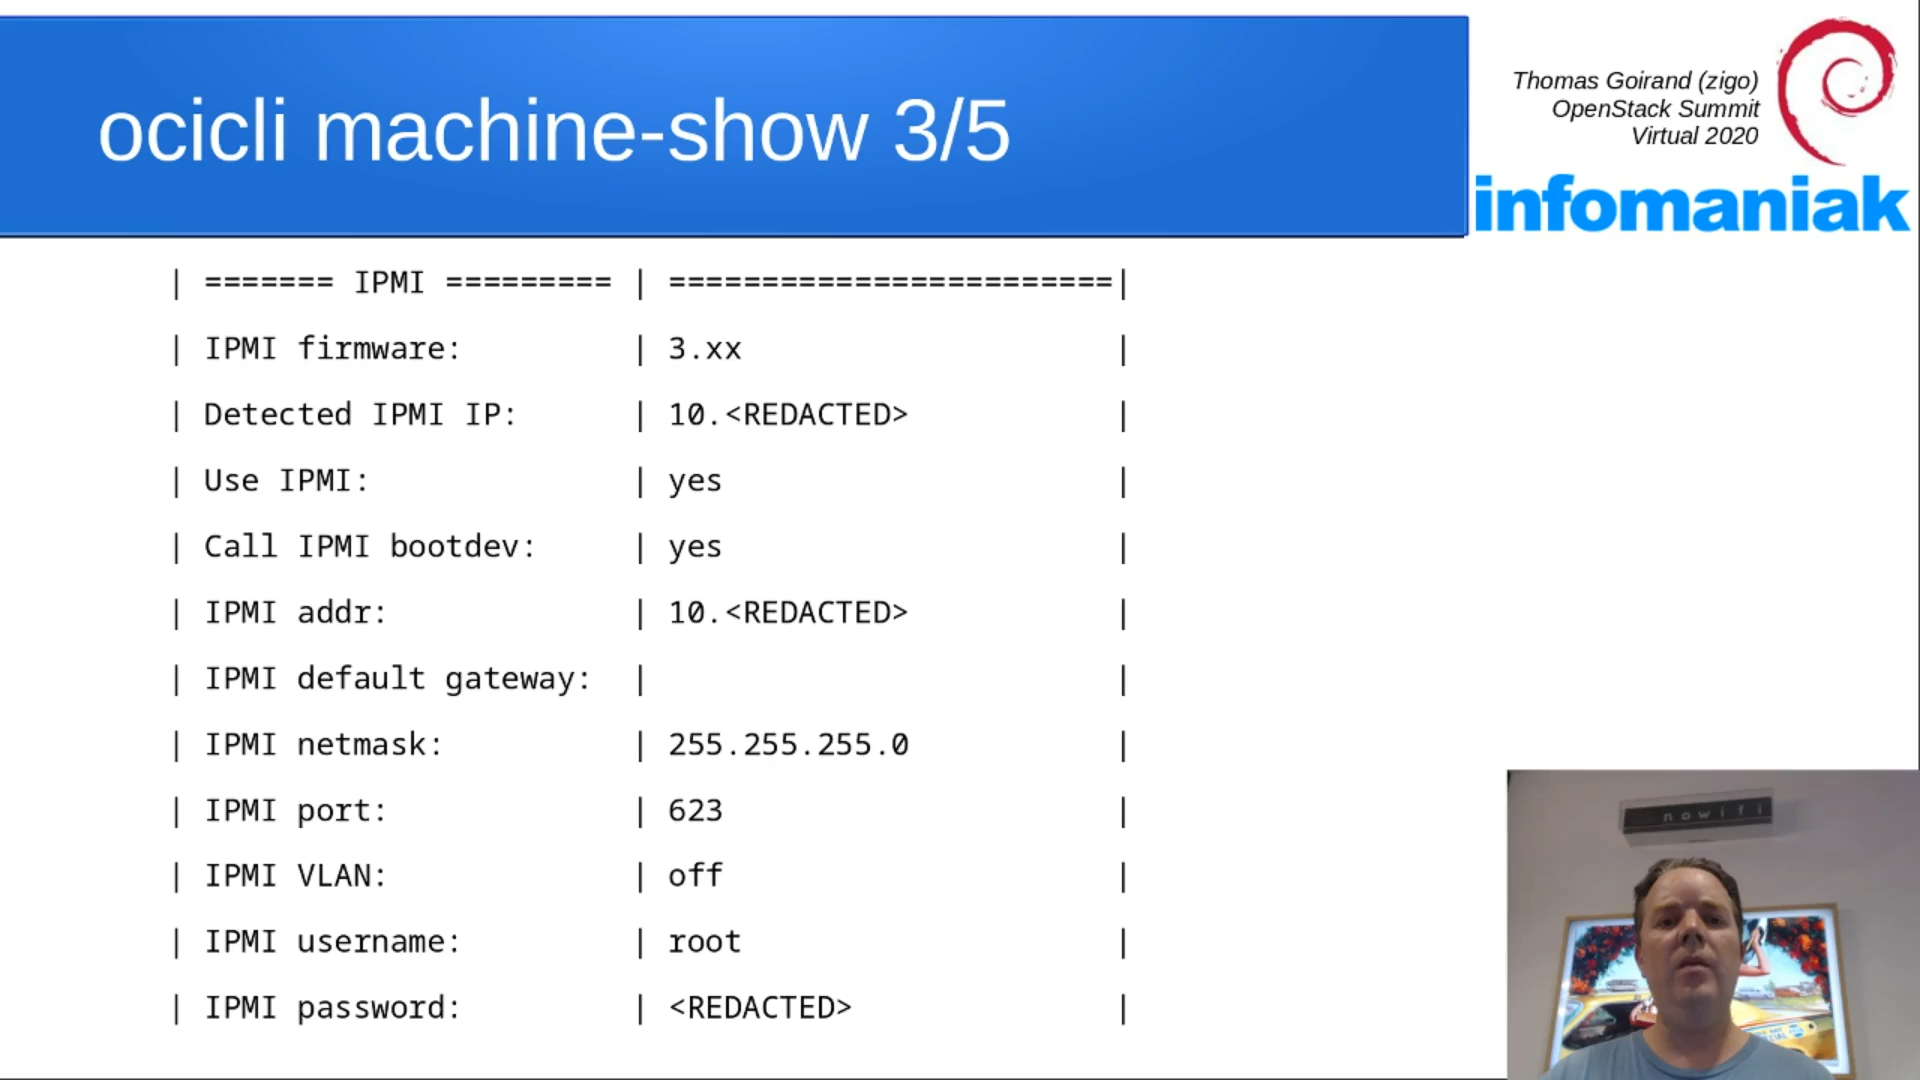 ocicli machine-show 3/5
Thomas Goirand (zigo)
OpenStack Summit
Virtual 2020
infomaniak
| ======= IPMI ========= | ========================|
| IPMI firmware: | 3.xx |
| Detected IPMI IP: | 10.<REDACTED> |
| Use IPMI: | yes |
| Call IPMI bootdev: | yes |
| IPMI addr: | 10.<REDACTED> |
| IPMI default gateway: | |
| IPMI netmask: | 255.255.255.0 |
| IPMI port: | 623 |
| IPMI VLAN: | off |
| IPMI username: | root |
| IPMI password: | <REDACTED> |
nowifi